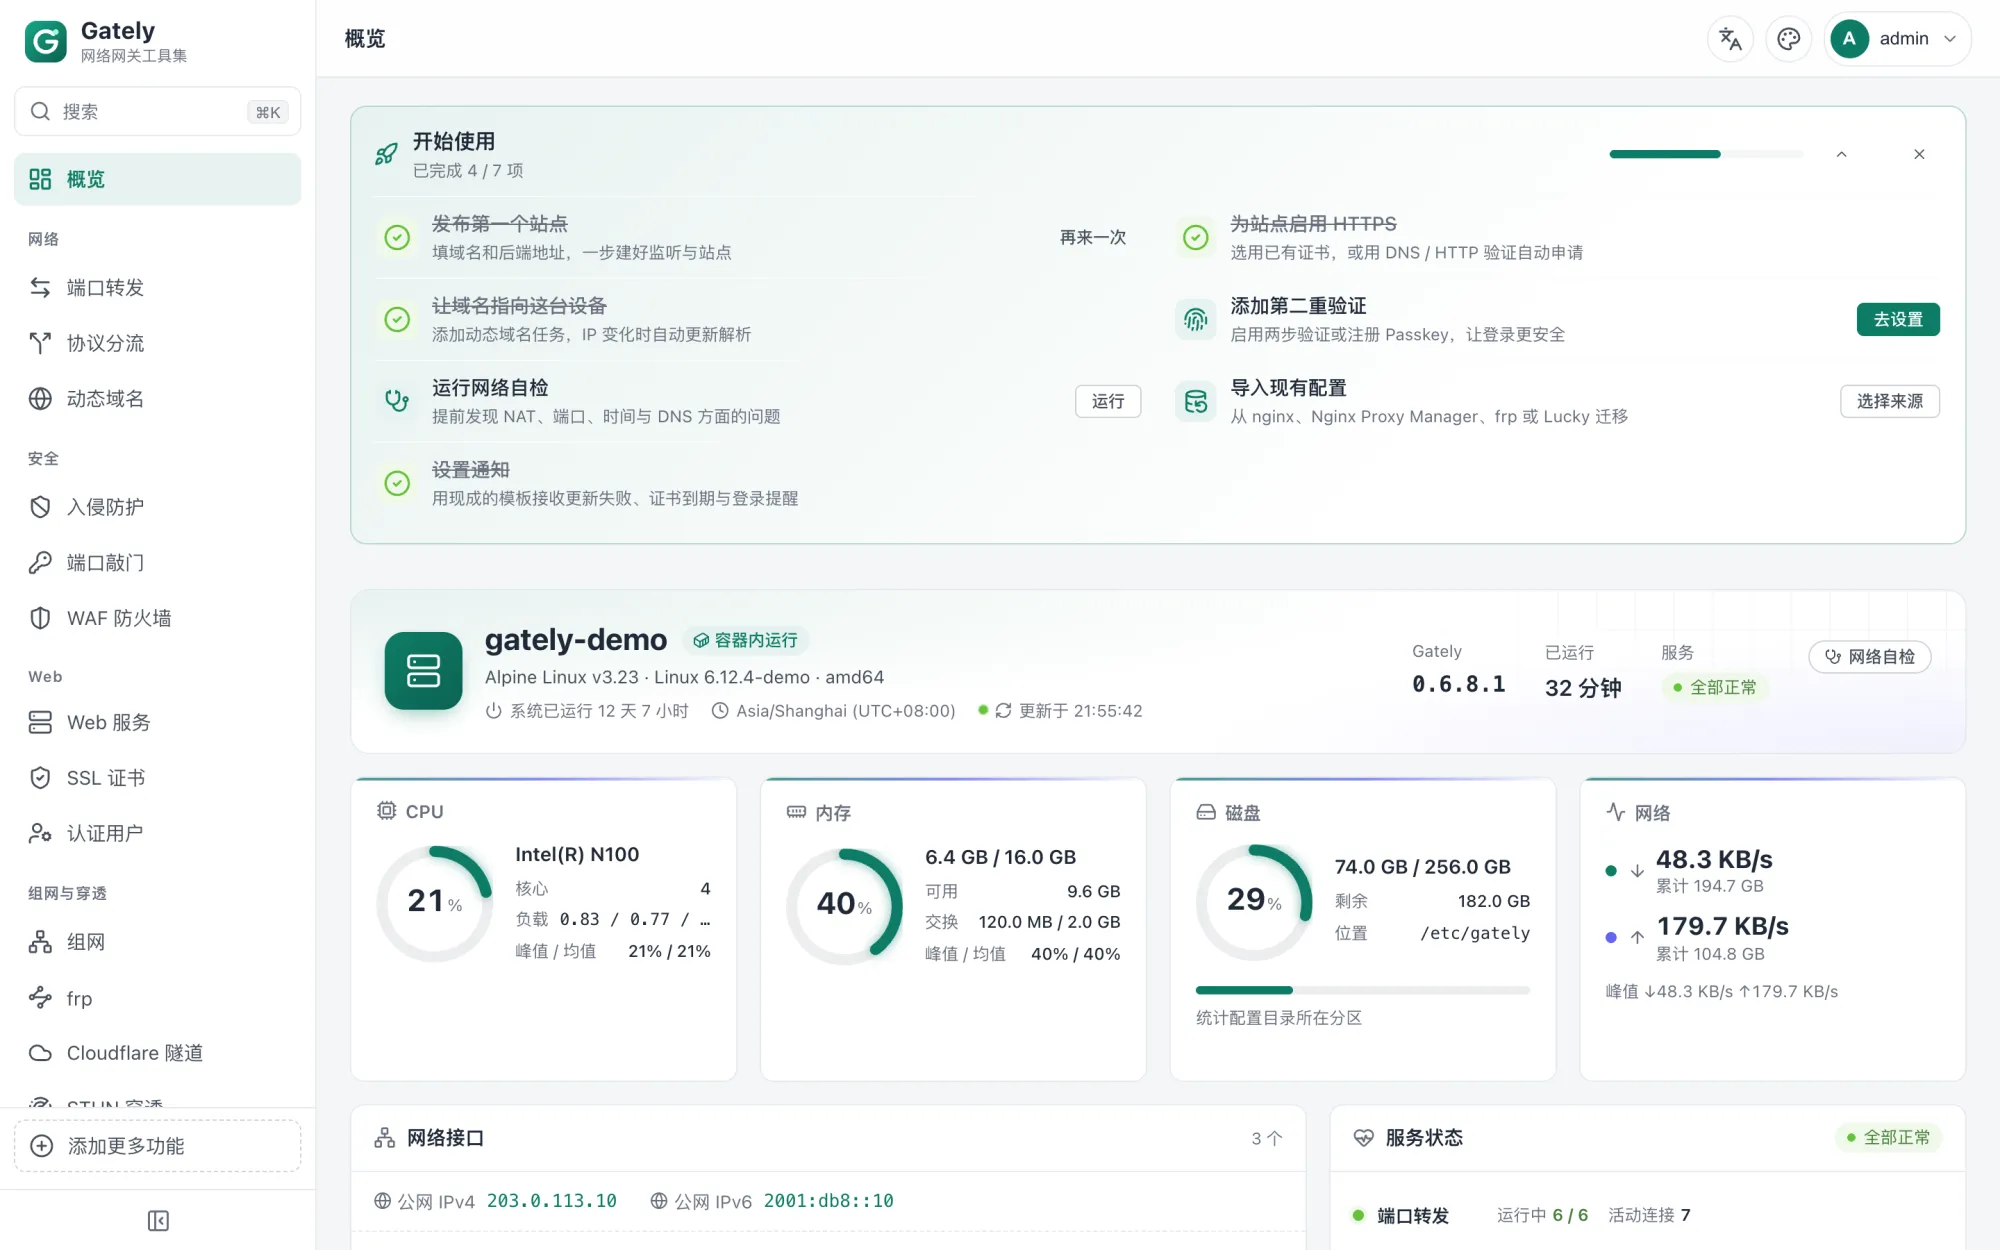 Gately
网络网关工具集
搜索
⌘K
概览
网络
端口转发
协议分流
动态域名
安全
入侵防护
端口敲门
WAF 防火墙
Web
Web 服务
SSL 证书
认证用户
组网与穿透
组网
frp
Cloudflare 隧道
STUN 穿透
添加更多功能
概览
A
admin
开始使用
已完成 4 / 7 项
发布第一个站点
填域名和后端地址，一步建好监听与站点
再来一次
为站点启用 HTTPS
选用已有证书，或用 DNS / HTTP 验证自动申请
让域名指向这台设备
添加动态域名任务，IP 变化时自动更新解析
添加第二重验证
启用两步验证或注册 Passkey，让登录更安全
去设置
运行网络自检
提前发现 NAT、端口、时间与 DNS 方面的问题
运行
导入现有配置
从 nginx、Nginx Proxy Manager、frp 或 Lucky 迁移
选择来源
设置通知
用现成的模板接收更新失败、证书到期与登录提醒
gately-demo
容器内运行
Alpine Linux v3.23 · Linux 6.12.4-demo · amd64
系统已运行 12 天 7 小时
Asia/Shanghai (UTC+08:00)
更新于 21:55:42
Gately
0.6.8.1
已运行
32 分钟
服务
全部正常
网络自检
CPU
21%
Intel(R) N100
核心 4
负载 0.83 / 0.77 / …
峰值 / 均值 21% / 21%
内存
40%
6.4 GB / 16.0 GB
可用 9.6 GB
交换 120.0 MB / 2.0 GB
峰值 / 均值 40% / 40%
磁盘
29%
74.0 GB / 256.0 GB
剩余 182.0 GB
位置 /etc/gately
统计配置目录所在分区
网络
↓ 48.3 KB/s
累计 194.7 GB
↑ 179.7 KB/s
累计 104.8 GB
峰值 ↓48.3 KB/s ↑179.7 KB/s
网络接口
3 个
公网 IPv4 203.0.113.10
公网 IPv6 2001:db8::10
服务状态
全部正常
端口转发
运行中 6 / 6
活动连接 7